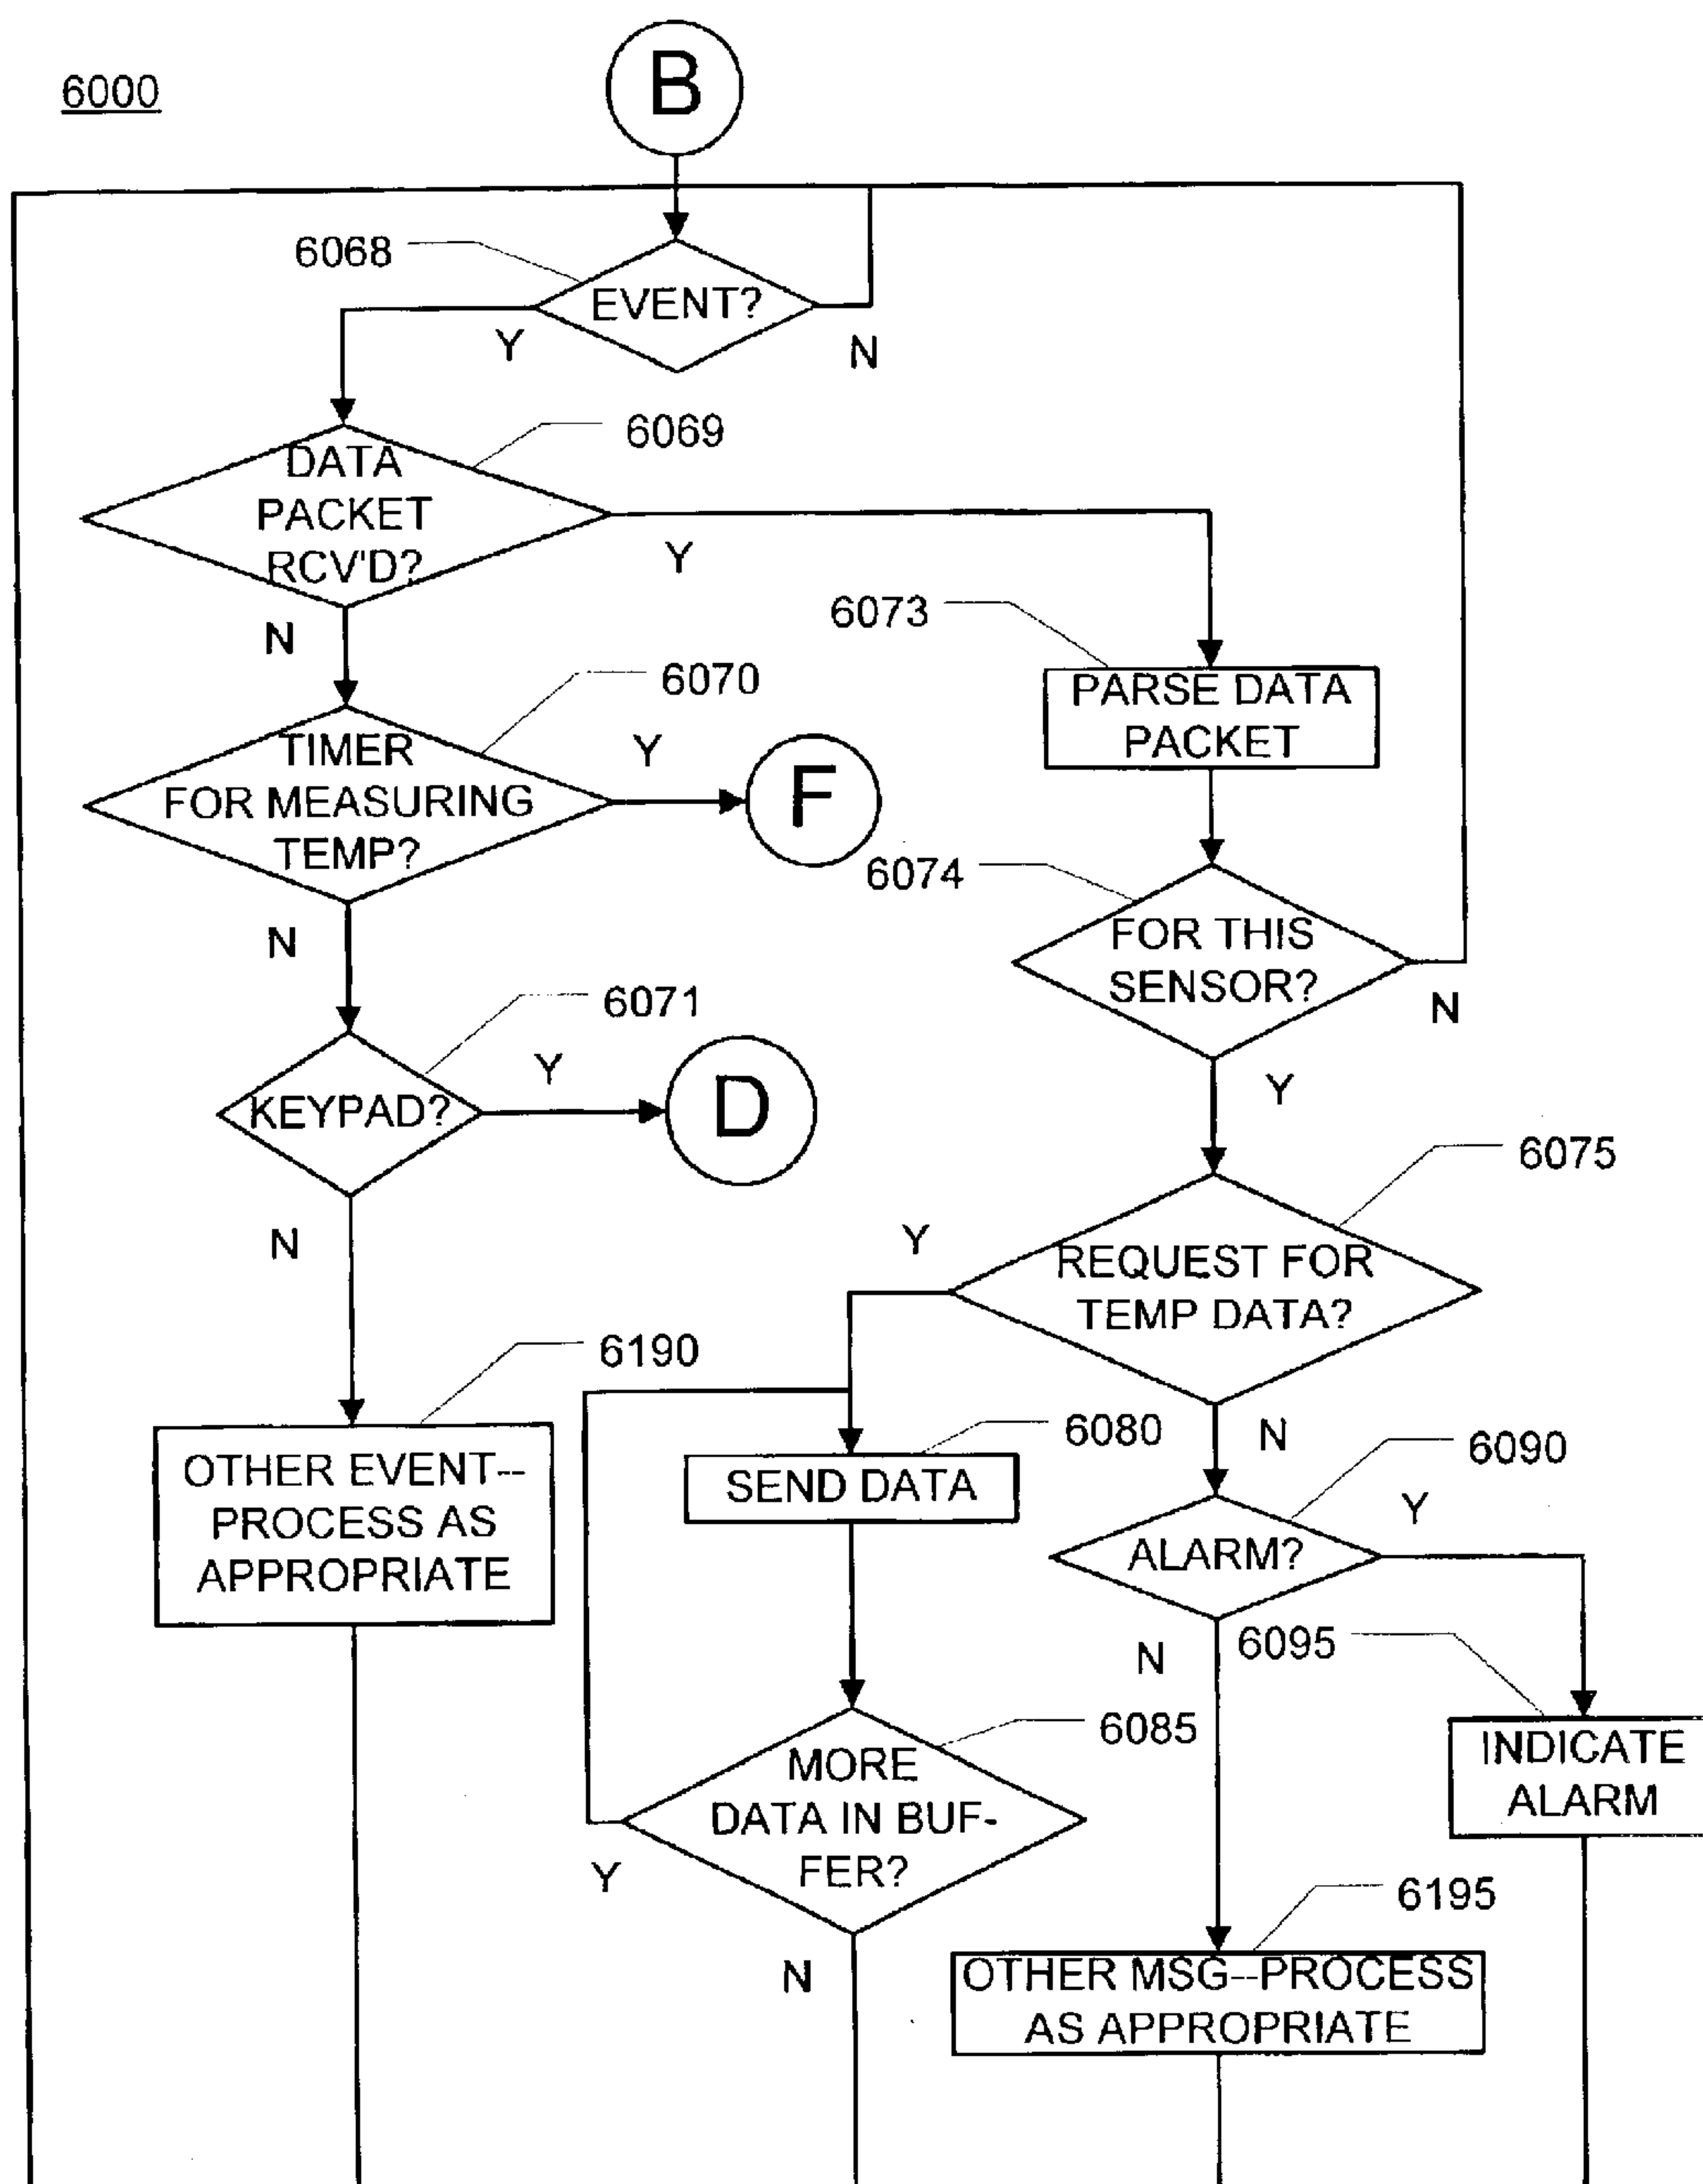 B
6000
6068
EVENT?
Y
N
6069
DATA
PACKET
RCV'D?
Y
N
6073
PARSE DATA
PACKET
6070
TIMER
FOR MEASURING
TEMP?
Y
F
N
6074
FOR THIS
SENSOR?
N
Y
6071
KEYPAD?
Y
D
N
6075
REQUEST FOR
TEMP DATA?
Y
N
6190
OTHER EVENT--
PROCESS AS
APPROPRIATE
6080
SEND DATA
6090
ALARM?
Y
N
6095
INDICATE
ALARM
6085
MORE
DATA IN BUF-
FER?
Y
N
6195
OTHER MSG--PROCESS
AS APPROPRIATE